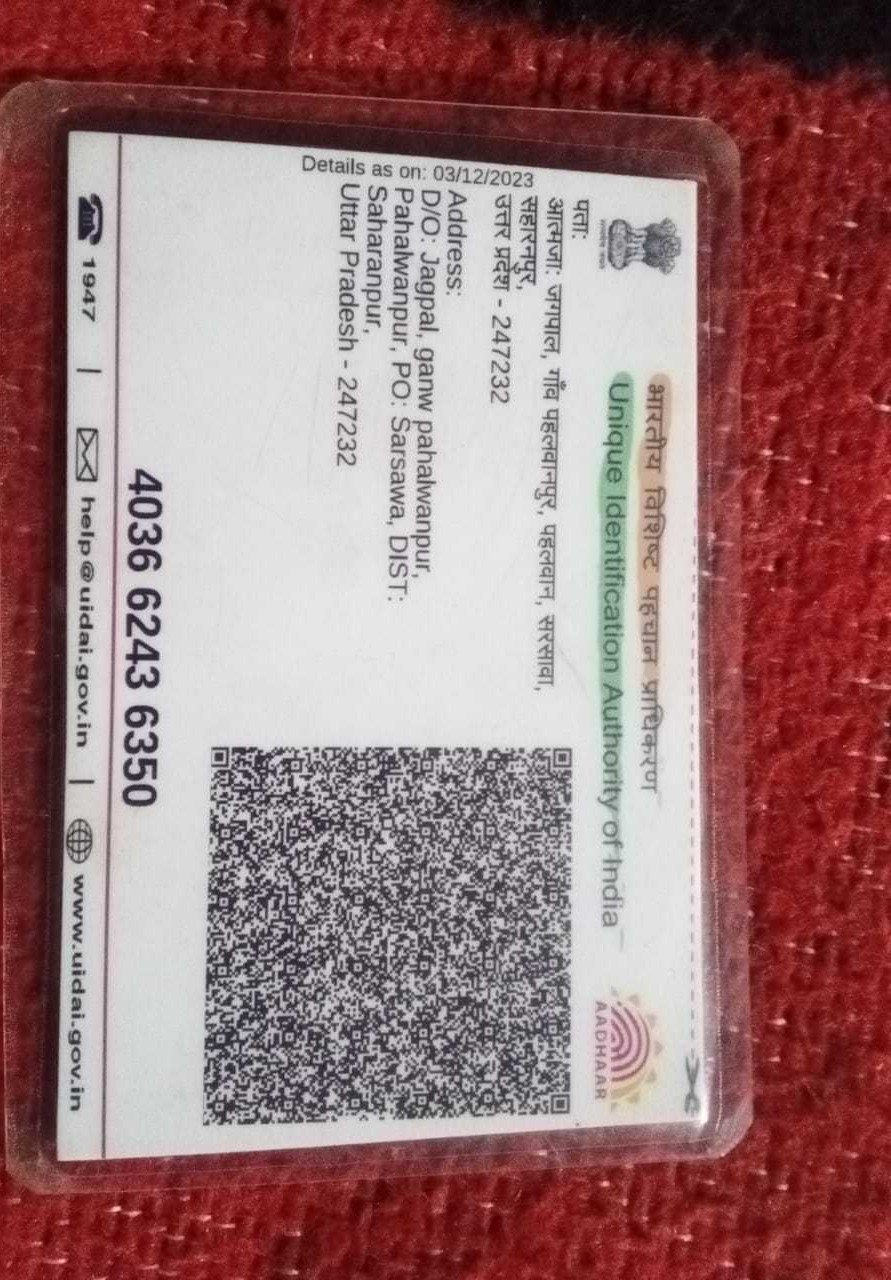 भारतीय विशिष्ट पहचान प्राधिकरण
Unique Identification Authority of India
AADHAAR
Details as on: 03/12/2023
पता:
आत्मजा: जगपाल, गाँव पहलवानपुर, पहलवान, सरसावा,
सहारनपुर,
उत्तर प्रदेश - 247232
Address:
D/O: Jagpal, ganw pahalwanpur,
Pahalwanpur, PO: Sarsawa, DIST:
Saharanpur,
Uttar Pradesh - 247232
4036 6243 6350
1947 | help@uidai.gov.in | www.uidai.gov.in